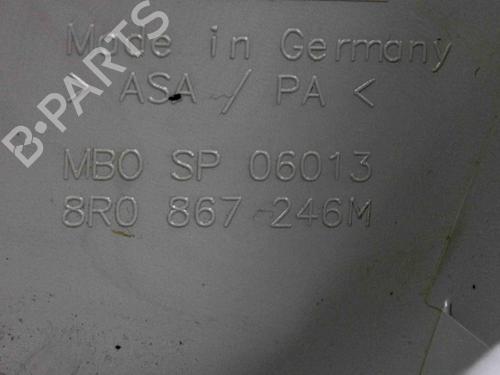 B-PARTS
Made in Germany
> ASA / PA <
MBO SP 06013
8R0 867 246M